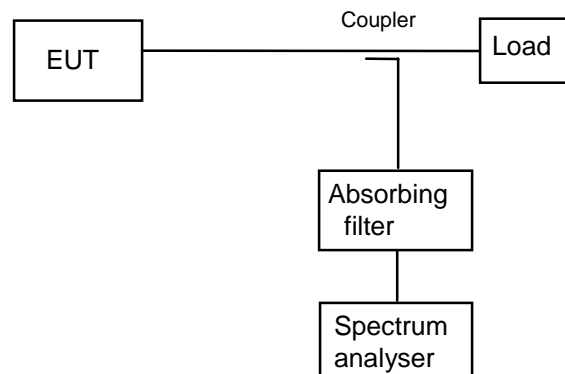 Coupler
EUT
Load
Absorbing
filter
Spectrum
analyser